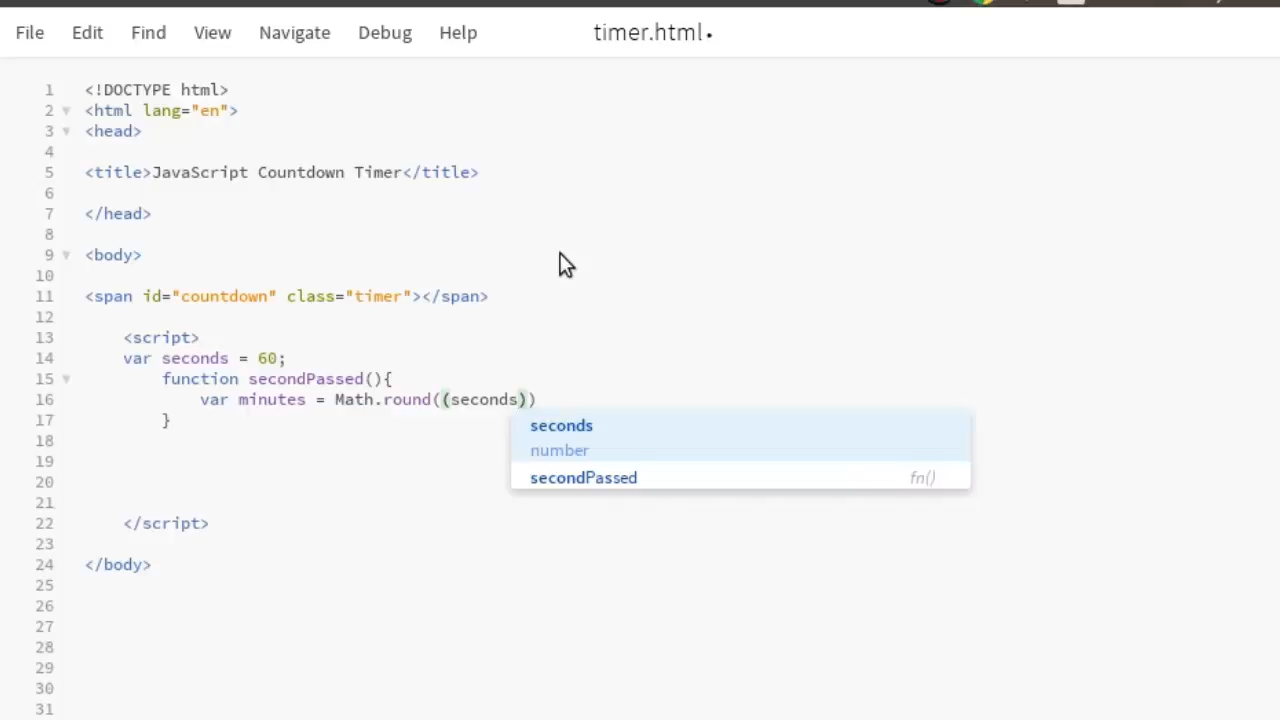 File Edit Find View Navigate Debug Help timer.html•
1 <!DOCTYPE html>
2 <html lang="en">
3 <head>
4
5 <title>JavaScript Countdown Timer</title>
6
7 </head>
8
9 <body>
10
11 <span id="countdown" class="timer"></span>
12
13 <script>
14 var seconds = 60;
15 function secondPassed(){
16 var minutes = Math.round((seconds))
17 }
seconds
number
secondPassed fn()
18
19
20
21
22 </script>
23
24 </body>
25
26
27
28
29
30
31